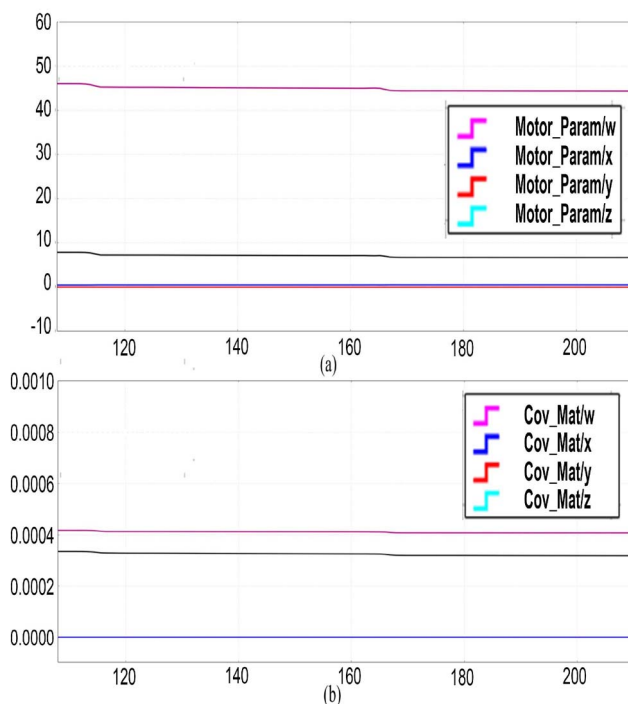 60
50
40
30
20
10
0
-10
Motor_Param/w
Motor_Param/x
Motor_Param/y
Motor_Param/z
120 140 160 180 200
(a)
0.0010
0.0008
0.0006
0.0004
0.0002
0.0000
Cov_Mat/w
Cov_Mat/x
Cov_Mat/y
Cov_Mat/z
120 140 160 180 200
(b)